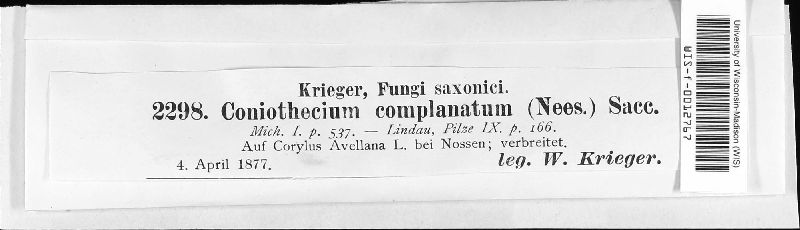 Krieger, Fungi saxonici.
2298. Coniothecium complanatum (Nees.) Sacc.
Mich. I. p. 537. — Lindau, Pilze IX. p. 166.
Auf Corylus Avellana L. bei Nossen; verbreitet.
4. April 1877.
leg. W. Krieger.
University of Wisconsin-Madison (WIS)
WIS-f-0012767